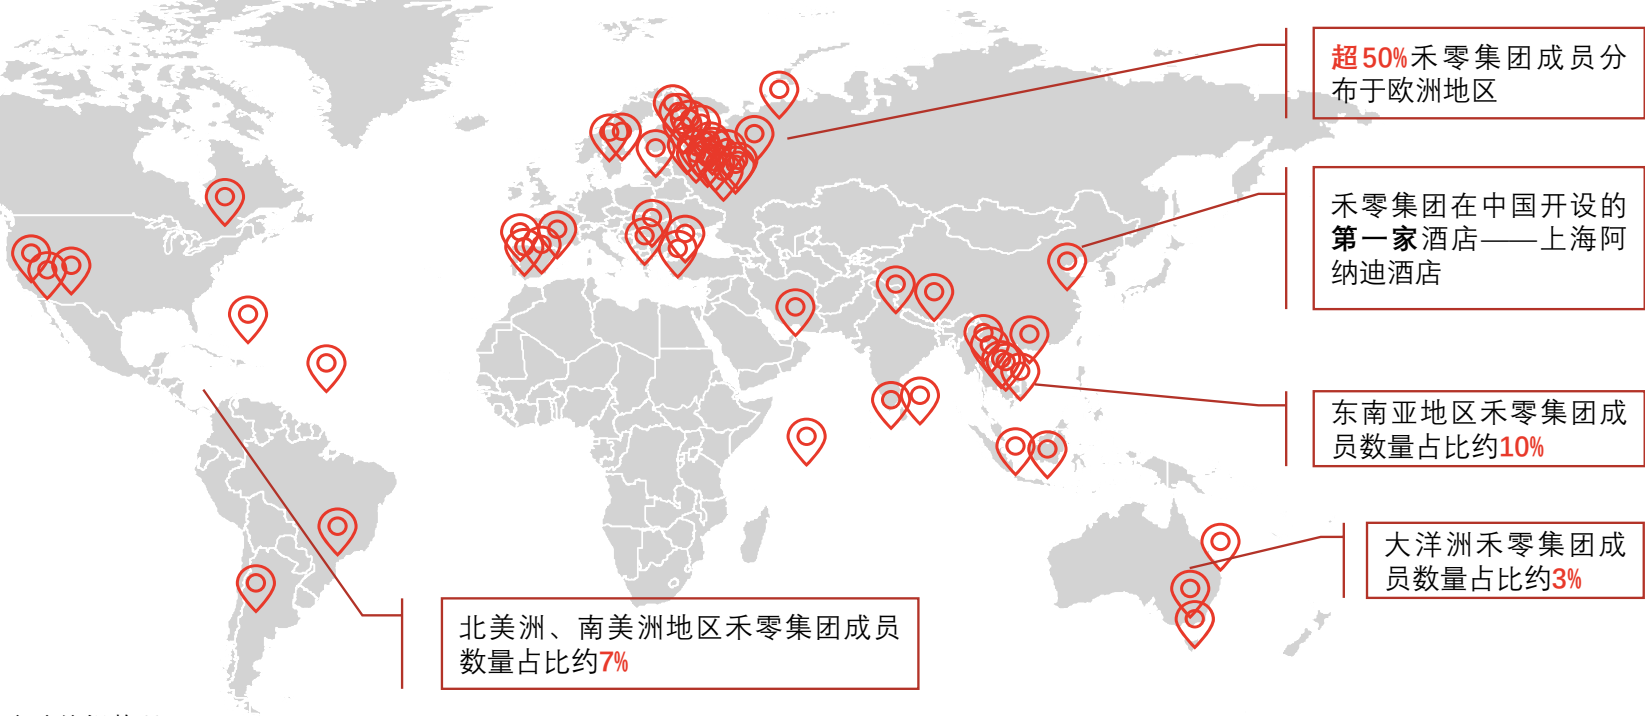 超50%禾零集团成员分
布于欧洲地区
禾零集团在中国开设的
第一家酒店——上海阿
纳迪酒店
东南亚地区禾零集团成
员数量占比约10%
大洋洲禾零集团成
员数量占比约3%
北美洲、南美洲地区禾零集团成员
数量占比约7%